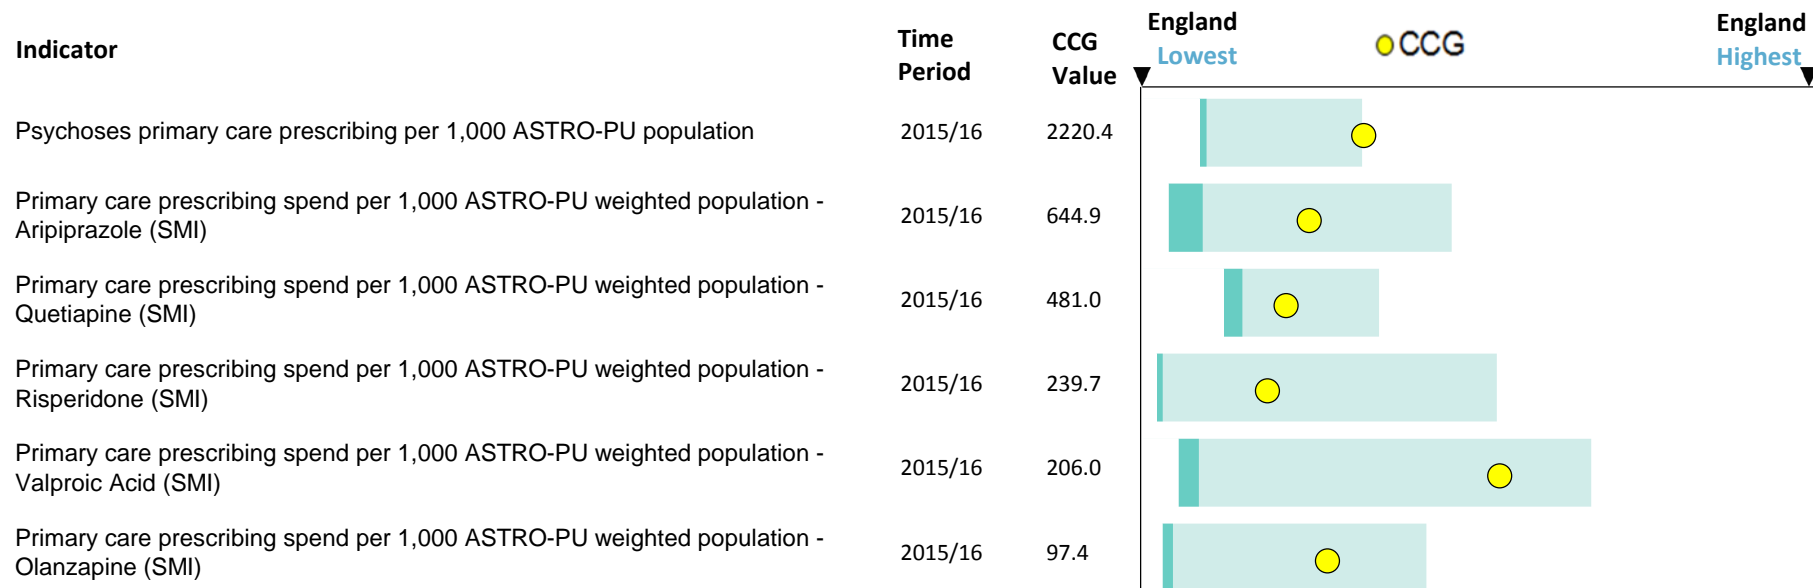 Indicator
Time
Period
CCG
Value
England
Lowest
CCG
England
Highest
Psychoses primary care prescribing per 1,000 ASTRO-PU population
2015/16
2220.4
Primary care prescribing spend per 1,000 ASTRO-PU weighted population -
Aripiprazole (SMI)
2015/16
644.9
Primary care prescribing spend per 1,000 ASTRO-PU weighted population -
Quetiapine (SMI)
2015/16
481.0
Primary care prescribing spend per 1,000 ASTRO-PU weighted population -
Risperidone (SMI)
2015/16
239.7
Primary care prescribing spend per 1,000 ASTRO-PU weighted population -
Valproic Acid (SMI)
2015/16
206.0
Primary care prescribing spend per 1,000 ASTRO-PU weighted population -
Olanzapine (SMI)
2015/16
97.4